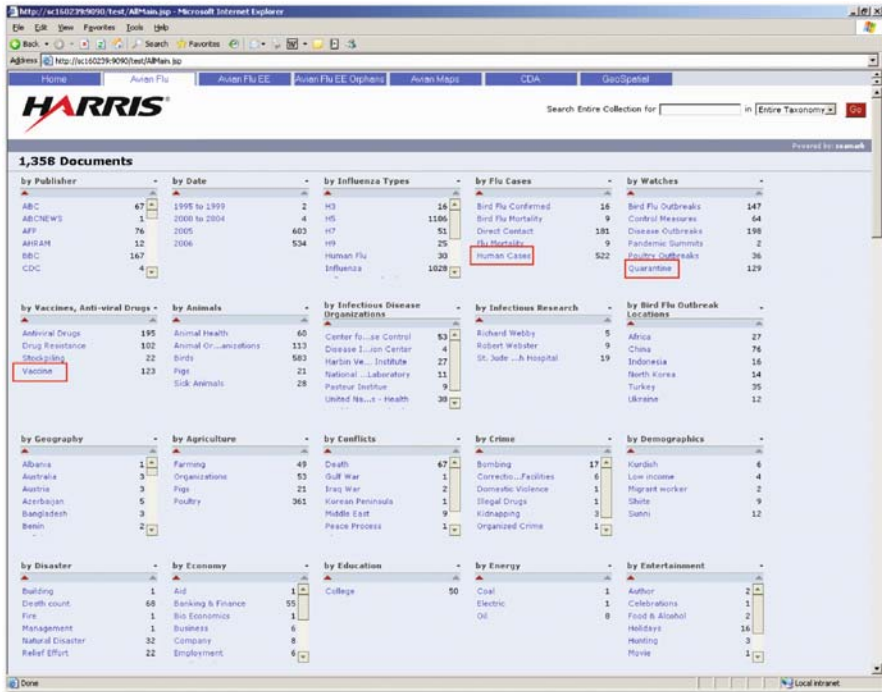 http://sc160239:9090/test/AllMain.jsp - Microsoft Internet Explorer
File Edit View Favorites Tools Help
Back Search Favorites
Address http://sc160239:9090/test/AllMain.jsp
Home Avian Flu Avian Flu EE Avian Flu EE Orphans Avian Maps CDA GeoSpatial
HARRIS
Search Entire Collection for in Entire Taxonomy Go
Powered by: seamark
1,358 Documents
by Publisher - by Date - by Influenza Types - by Flu Cases - by Watches -
ABC 67 1995 to 1999 2 H3 16 Bird Flu Confirmed 16 Bird Flu Outbreaks 147
ABCNEWS 1 2000 to 2004 4 H5 1106 Bird Flu Mortality 9 Control Measures 64
AFP 76 2005 603 H7 51 Direct Contact 181 Disease Outbreaks 198
AHRAM 12 2006 534 H9 25 Flu Mortality 9 Pandemic Summits 2
BBC 167 Human Flu 30 Human Cases 522 Poultry Outbreaks 36
CDC 4 Influenza 1028 Quarantine 129
by Vaccines, Anti-viral Drugs - by Animals - by Infectious Disease Organizations - by Infectious Research - by Bird Flu Outbreak Locations -
Antiviral Drugs 195 Animal Health 60 Center fo...se Control 53 Richard Webby 5 Africa 27
Drug Resistance 102 Animal Or...anizations 113 Disease I...ion Center 4 Robert Webster 9 China 76
Stockpiling 22 Birds 583 Harbin Ve... Institute 27 St. Jude ...h Hospital 19 Indonesia 16
Vaccine 123 Pigs 21 National ...Laboratory 11 North Korea 14
Sick Animals 28 Pasteur Institue 9 Turkey 35
United Na...s - Health 38 Ukraine 12
by Geography - by Agriculture - by Conflicts - by Crime - by Demographics -
Albania 1 Farming 49 Death 67 Bombing 17 Kurdish 6
Australia 3 Organizations 53 Gulf War 1 Correctio...Facilities 6 Low income 4
Austria 3 Pigs 21 Iraq War 2 Domestic Violence 1 Migrant worker 2
Azerbaijan 5 Poultry 361 Korean Peninsula 1 Illegal Drugs 1 Shiite 9
Bangladesh 3 Middle East 9 Kidnapping 3 Sunni 12
Benin 2 Peace Process 1 Organized Crime 1
by Disaster - by Economy - by Education - by Energy - by Entertainment -
Building 1 Aid 1 College 50 Coal 1 Author 2
Death count 68 Banking & Finance 55 Electric 1 Celebrations 1
Fire 1 Bio Economics 1 Oil 8 Food & Alcohol 2
Management 1 Business 6 Holidays 16
Natural Disaster 32 Company 8 Hunting 3
Relief Effort 22 Employment 6 Movie 1
Done Local intranet